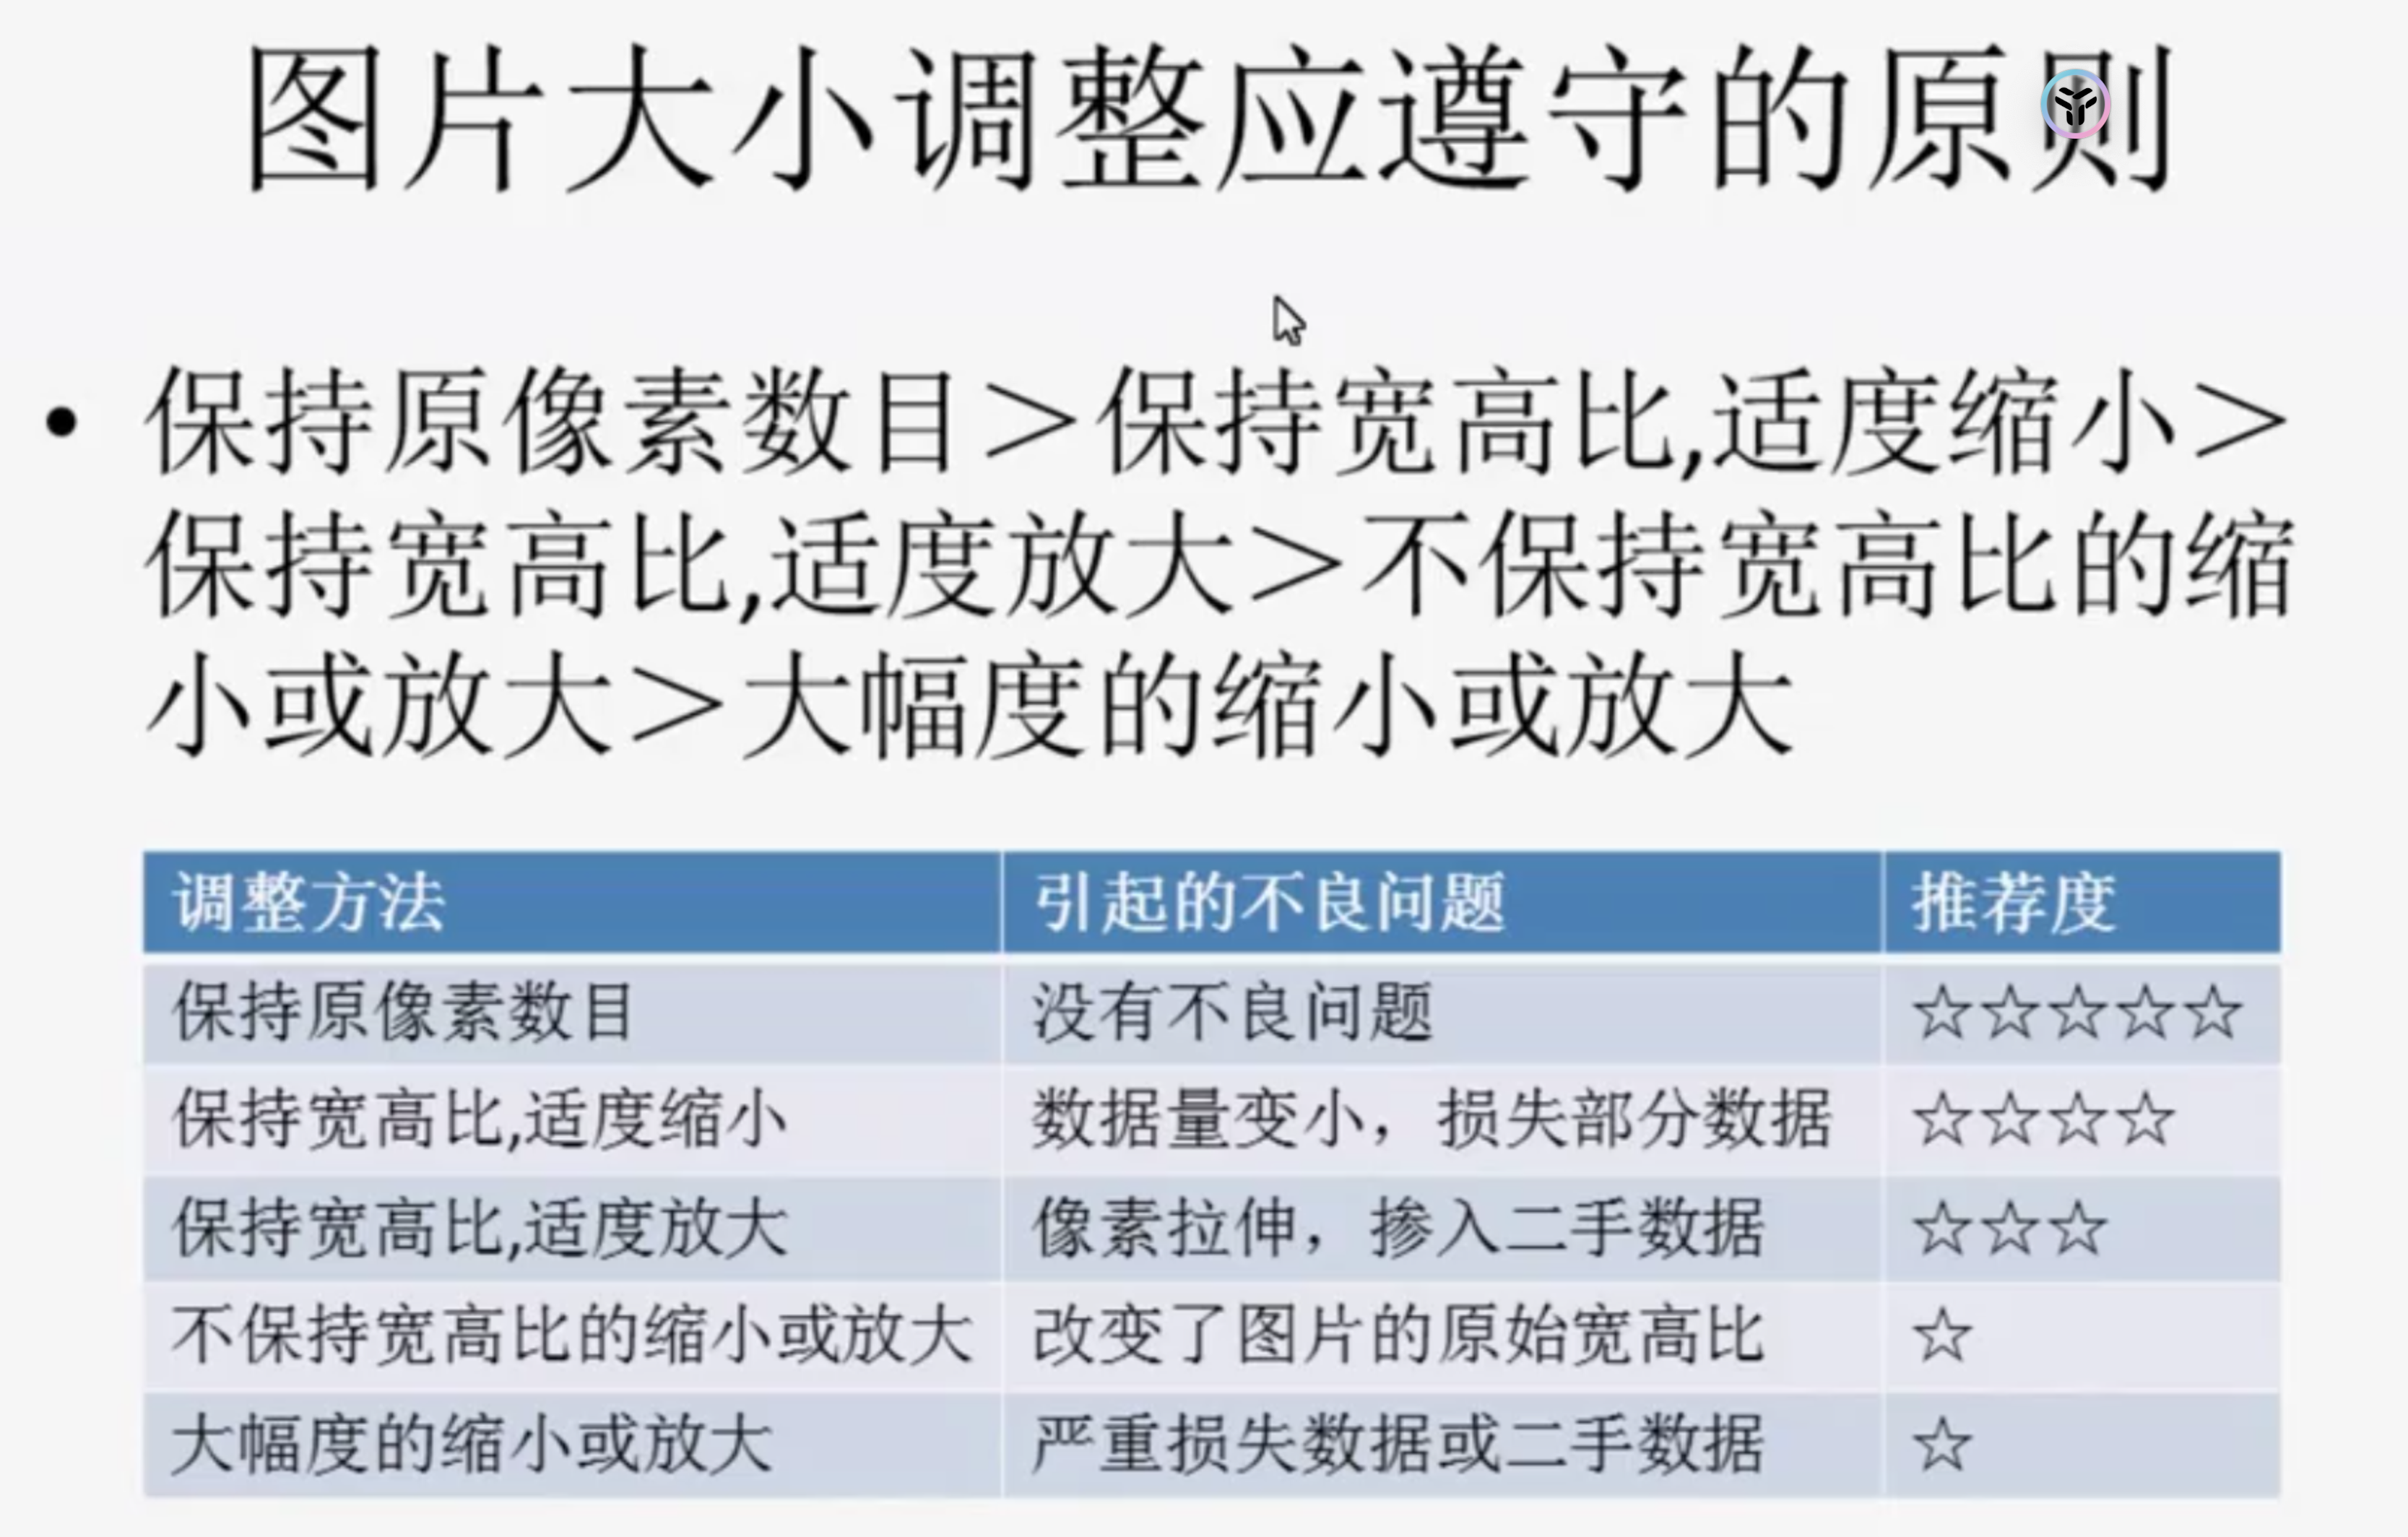 图片大小调整应遵守的原则
• 保持原像素数目＞保持宽高比,适度缩小＞
保持宽高比,适度放大＞不保持宽高比的缩
小或放大＞大幅度的缩小或放大
调整方法 引起的不良问题 推荐度
保持原像素数目 没有不良问题 ☆☆☆☆☆
保持宽高比,适度缩小 数据量变小，损失部分数据 ☆☆☆☆
保持宽高比,适度放大 像素拉伸，掺入二手数据 ☆☆☆
不保持宽高比的缩小或放大 改变了图片的原始宽高比 ☆
大幅度的缩小或放大 严重损失数据或二手数据 ☆